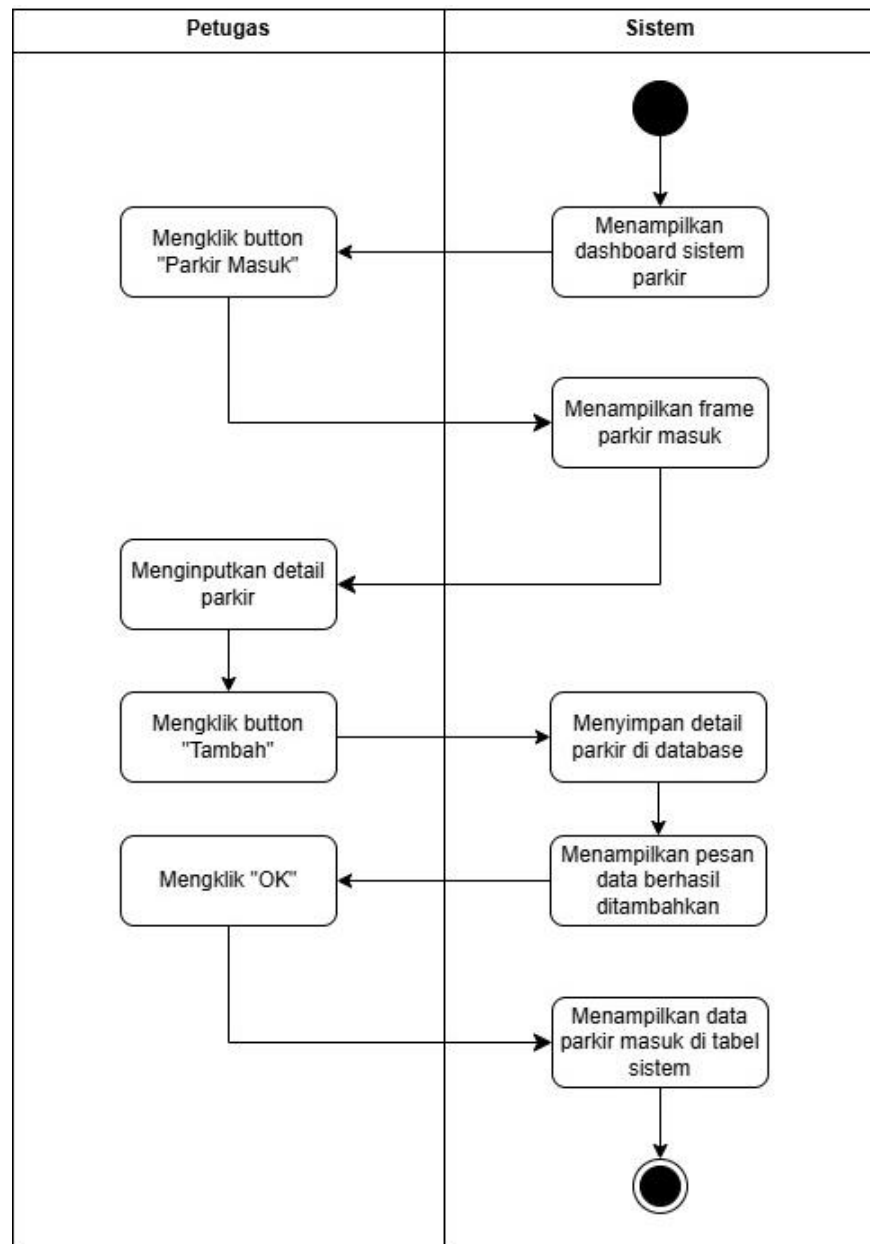 Petugas
Sistem
Menampilkan
dashboard sistem
parkir
Mengklik button
"Parkir Masuk"
Menampilkan frame
parkir masuk
Menginputkan detail
parkir
Mengklik button
"Tambah"
Menyimpan detail
parkir di database
Menampilkan pesan
data berhasil
ditambahkan
Mengklik "OK"
Menampilkan data
parkir masuk di tabel
sistem